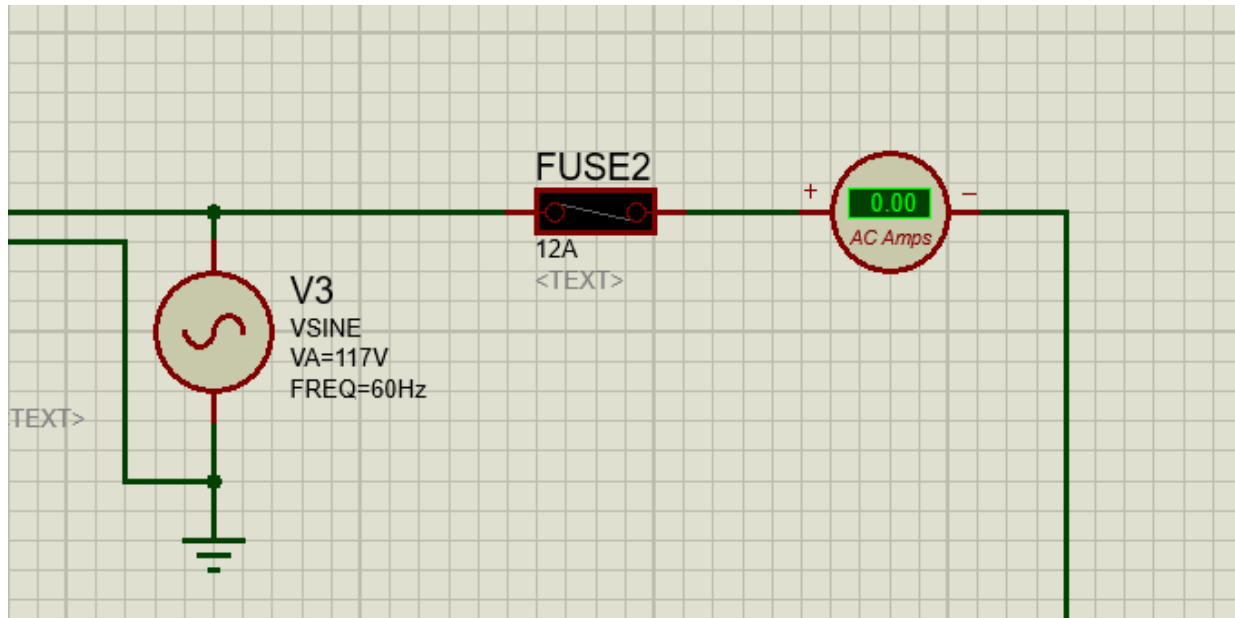 FUSE2
+
0.00
–
AC Amps
12A
<TEXT>
V3
VSINE
VA=117V
FREQ=60Hz
<TEXT>